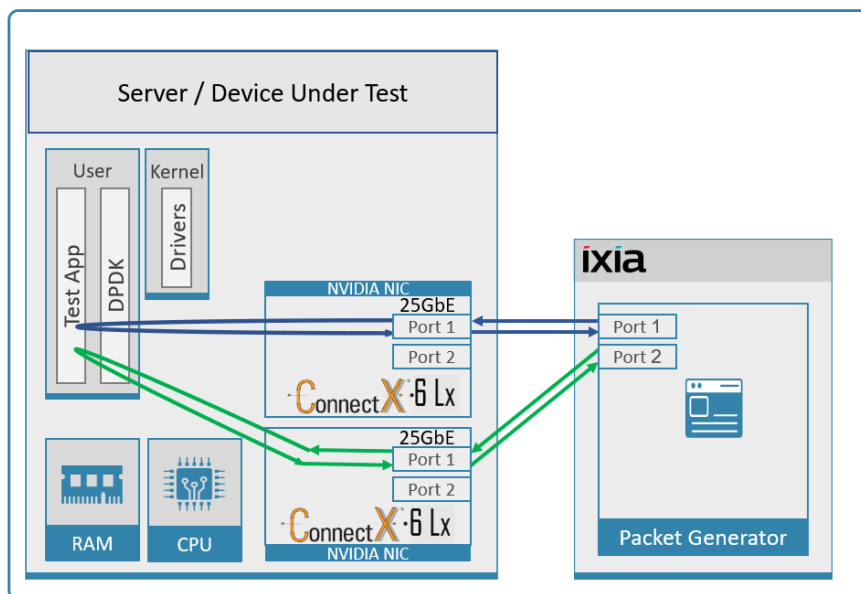 Server / Device Under Test
User
Kernel
Test App
DPDK
Drivers
NVIDIA NIC
25GbE
Port 1
Port 2
ConnectX·6 Lx
25GbE
Port 1
Port 2
ConnectX·6 Lx
NVIDIA NIC
RAM
CPU
ixia
Port 1
Port 2
Packet Generator